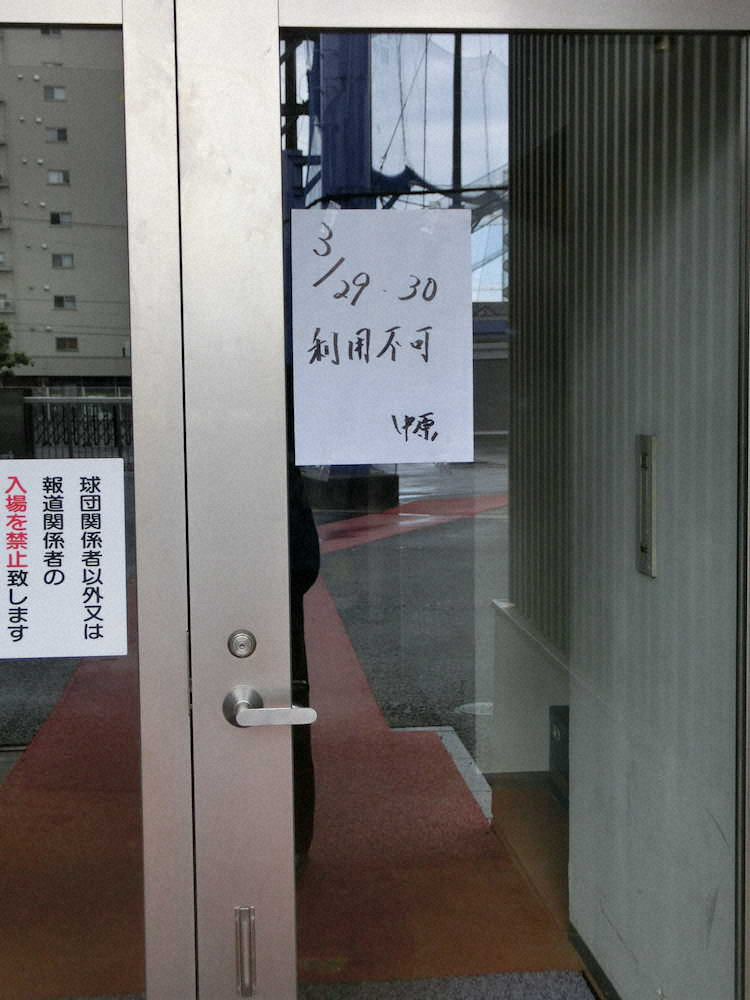 3/29.30
利用不可
中原
球団関係者以外又は
報道関係者の
入場を禁止致します